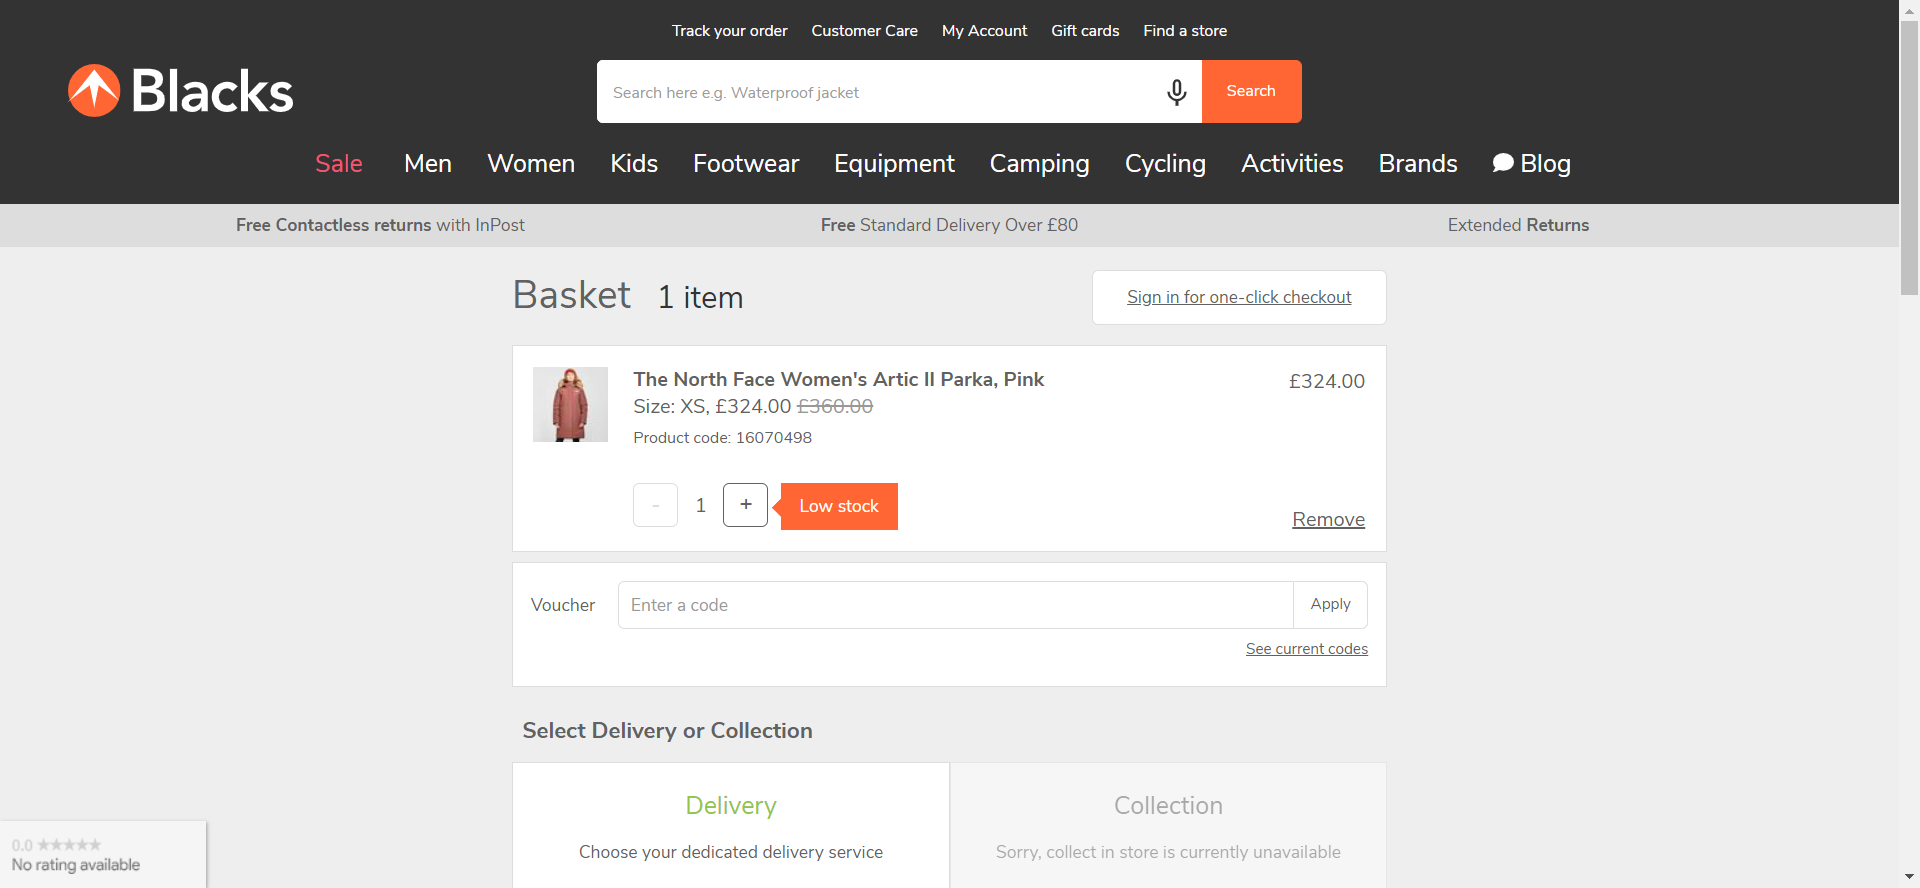 Track your order Customer Care My Account Gift cards Find a store
Blacks
Search here e.g. Waterproof jacket Search
Sale Men Women Kids Footwear Equipment Camping Cycling Activities Brands Blog
Free Contactless returns with InPost Free Standard Delivery Over £80 Extended Returns
Basket 1 item Sign in for one-click checkout
The North Face Women's Artic II Parka, Pink £324.00
Size: XS, £324.00 £360.00
Product code: 16070498
- 1 + Low stock
Remove
Voucher Enter a code Apply
See current codes
Select Delivery or Collection
Delivery Collection
Choose your dedicated delivery service Sorry, collect in store is currently unavailable
0.0 ★★★★★
No rating available